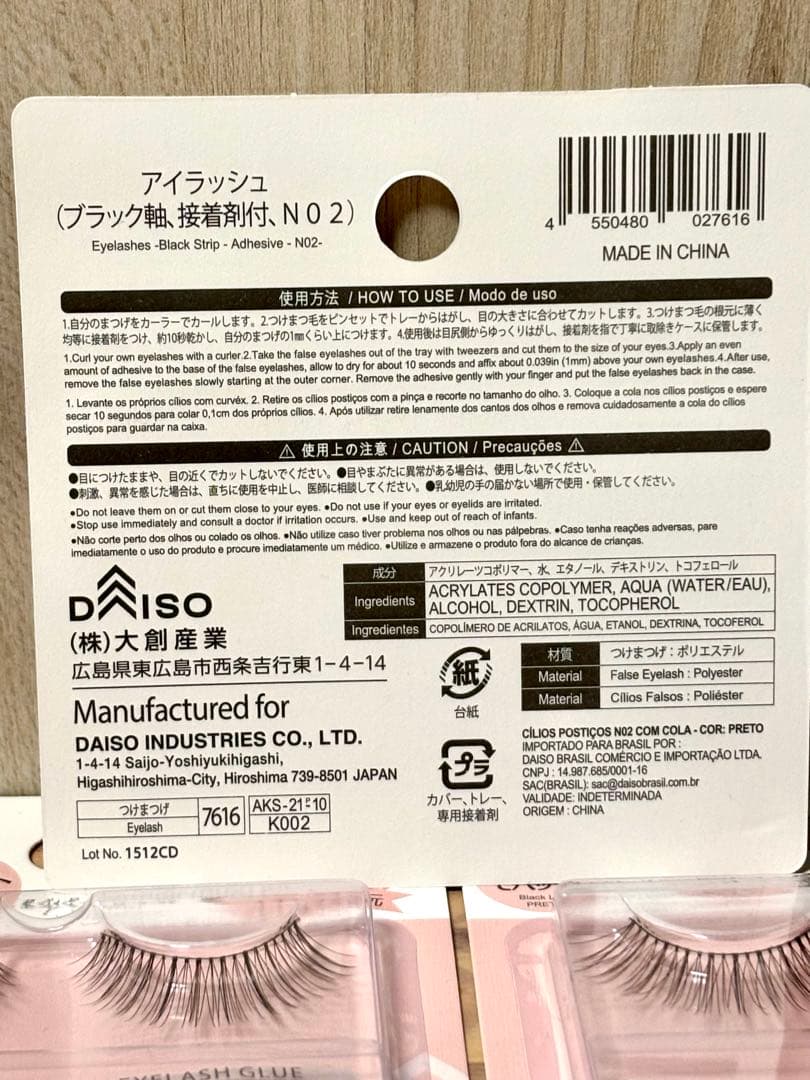 アイラッシュ
(ブラック軸、接着剤付、N02)
Eyelashes -Black Strip - Adhesive - N02-
4 550480 027616
MADE IN CHINA
使用方法 / HOW TO USE / Modo de uso
1.自分のまつげをカーラーでカールします。2.つけまつ毛をピンセットでトレーからはがし、目の大きさに合わせてカットします。3.つけまつ毛の根元に薄く
均等に接着剤をつけ、約10秒乾かし、自分のまつげの1㎜くらい上につけます。4.使用後は目尻側からゆっくりはがし、接着剤を指で丁寧に取除きケースに保管します。
1.Curl your own eyelashes with a curler.2.Take the false eyelashes out of the tray with tweezers and cut them to the size of your eyes.3.Apply an even
amount of adhesive to the base of the false eyelashes, allow to dry for about 10 seconds and affix about 0.039in (1mm) above your own eyelashes.4.After use,
remove the false eyelashes slowly starting at the outer corner. Remove the adhesive gently with your finger and put the false eyelashes back in the case.
1. Levante os próprios cílios com curvéx. 2. Retire os cílios postiços com a pinça e recorte no tamanho do olho. 3. Coloque a cola nos cílios postiços e espere
secar 10 segundos para colar 0,1cm dos próprios cílios. 4. Após utilizar retire lenamente dos cantos dos olhos e remova cuidadosamente a cola do cílios
postiços para guardar na caixa.
⚠ 使用上の注意 / CAUTION / Precauções ⚠
●目につけたままや、目の近くでカットしないでください。●目やまぶたに異常がある場合は、使用しないでください。
●刺激、異常を感じた場合は、直ちに使用を中止し、医師に相談してください。●乳幼児の手の届かない場所で使用・保管してください。
●Do not leave them on or cut them close to your eyes. ●Do not use if your eyes or eyelids are irritated.
●Stop use immediately and consult a doctor if irritation occurs. ●Use and keep out of reach of infants.
●Não corte perto dos olhos ou colado os olhos. ●Não utilize caso tiver problema nos olhos ou nas pálpebras. ●Caso tenha reações adversas, pare
imediatamente o uso do produto e procure imediatamente um médico. ●Utilize e armazene o produto fora do alcance de crianças.
DAISO
(株)大創産業
広島県東広島市西条吉行東1-4-14
Manufactured for
DAISO INDUSTRIES CO., LTD.
1-4-14 Saijo-Yoshiyukihigashi,
Higashihiroshima-City, Hiroshima 739-8501 JAPAN
つけまつげ
Eyelash
7616
AKS-21E10
K002
Lot No. 1512CD
成分 アクリレーツコポリマー、水、エタノール、デキストリン、トコフェロール
Ingredients ACRYLATES COPOLYMER, AQUA (WATER/EAU),
ALCOHOL, DEXTRIN, TOCOPHEROL
Ingredientes COPOLÍMERO DE ACRILATOS, ÁGUA, ETANOL, DEXTRINA, TOCOFEROL
紙
台紙
プラ
カバー、トレー、
専用接着剤
材質 つけまつげ:ポリエステル
Material False Eyelash : Polyester
Material Cílios Falsos : Poliéster
CÍLIOS POSTIÇOS N02 COM COLA - COR: PRETO
IMPORTADO PARA BRASIL POR :
DAISO BRASIL COMÉRCIO E IMPORTAÇÃO LTDA.
CNPJ : 14.987.685/0001-16
SAC(BRASIL): sac@daisobrasil.com.br
VALIDADE: INDETERMINADA
ORIGEM : CHINA
Black
PRET
EYELASH GLUE